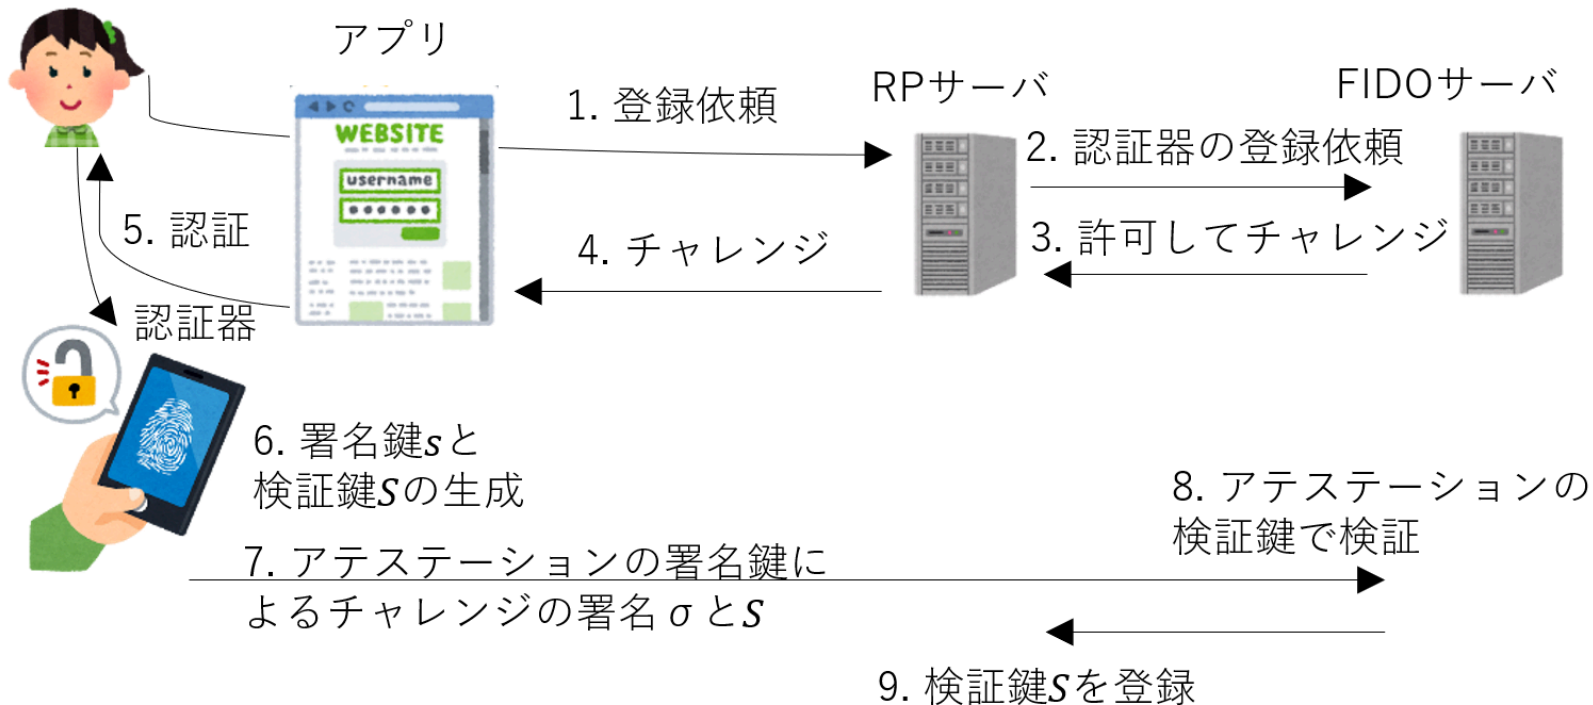 アプリ
RPサーバ
FIDOサーバ
1. 登録依頼
2. 認証器の登録依頼
WEBSITE
username
5. 認証
4. チャレンジ
3. 許可してチャレンジ
認証器
6. 署名鍵sと
検証鍵Sの生成
7. アテステーションの署名鍵に
よるチャレンジの署名σとS
8. アテステーションの
検証鍵で検証
9. 検証鍵Sを登録